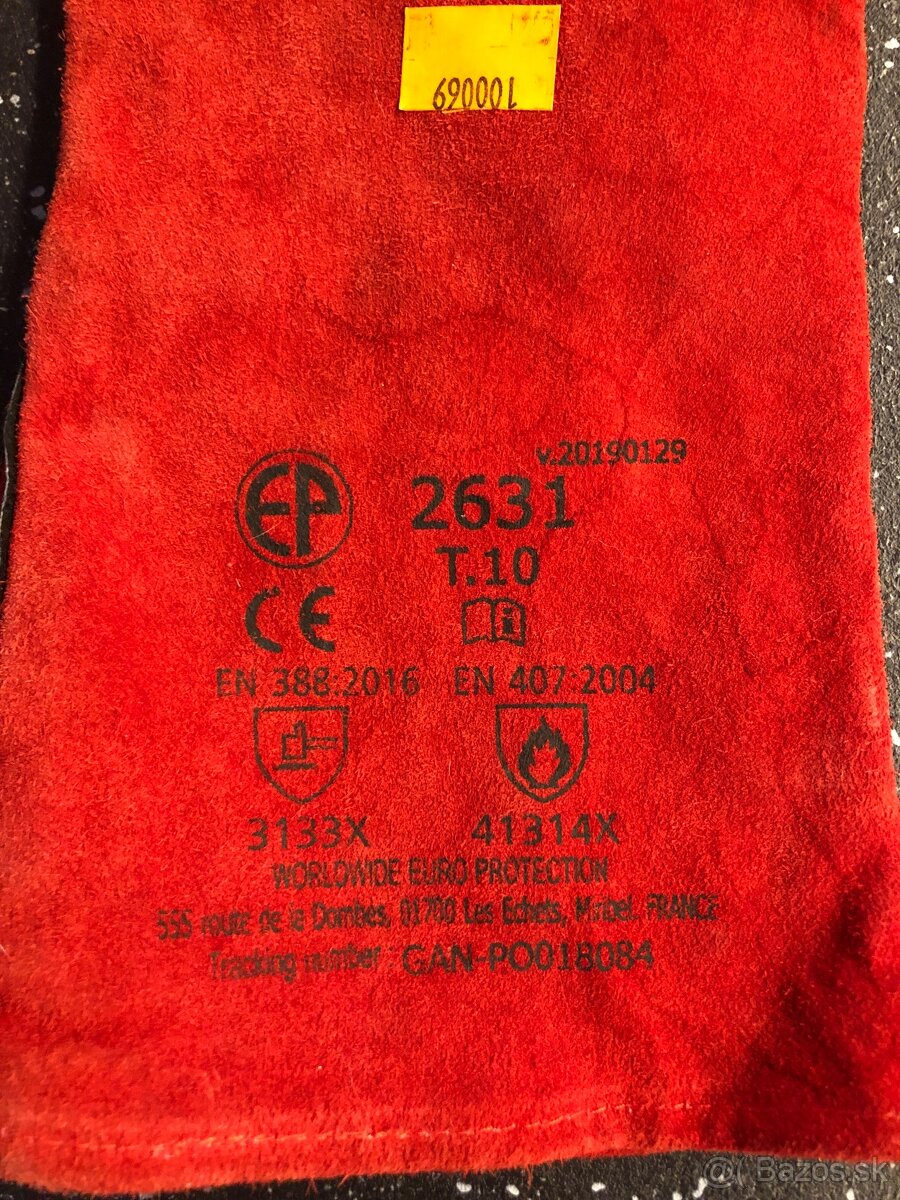 100069
v.20190129
EP 2631
T.10
CE i
EN 388:2016 EN 407:2004
3133X 41314X
WORLDWIDE EURO PROTECTION
555 route de la Dombes, 01700 Les Echets, Miribel. FRANCE
Tracking number : GAN-PO018084
@ Bazos.sk